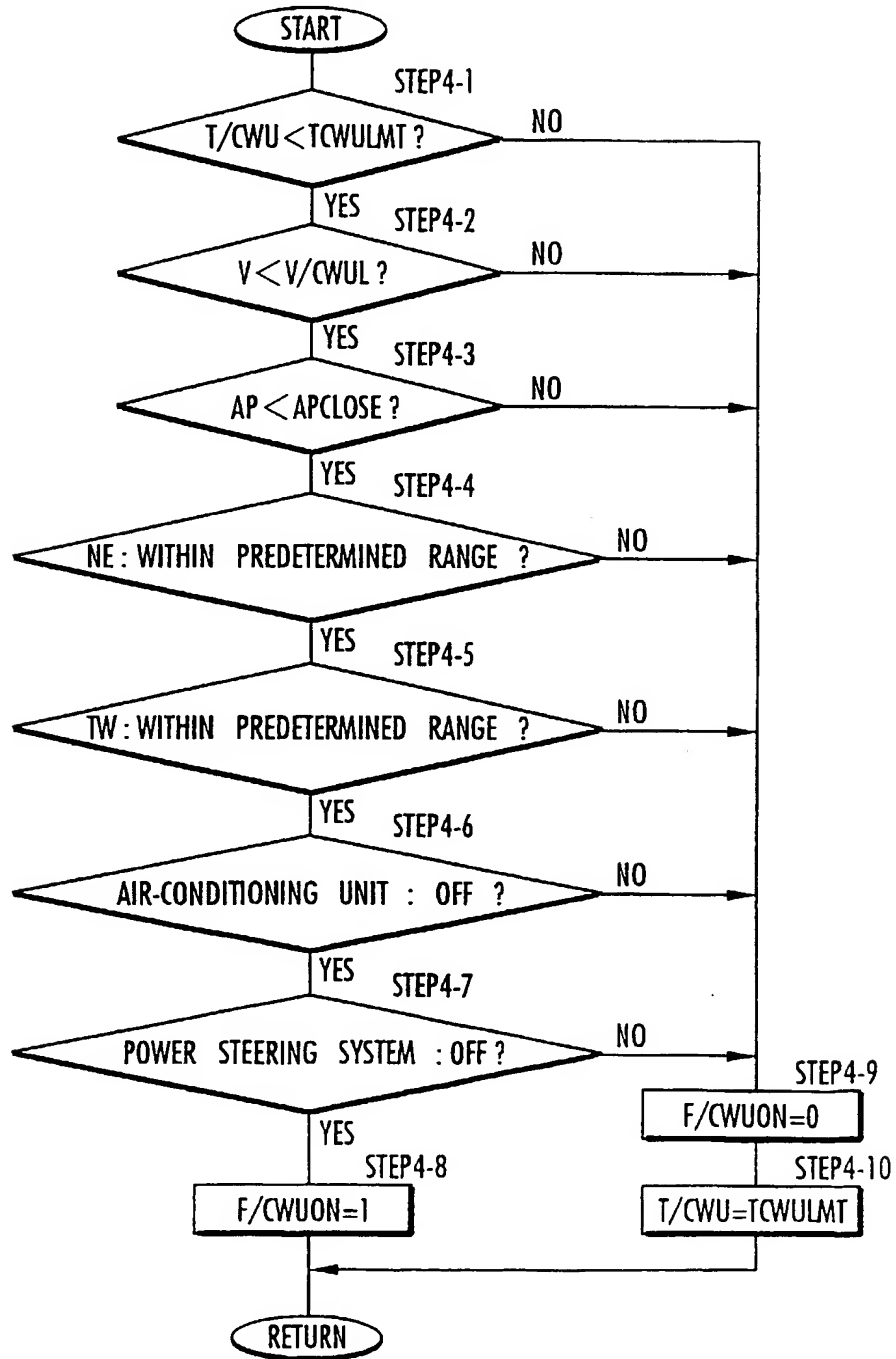 START
STEP4-1
T/CWU<TCWULMT?
NO
YES
STEP4-2
V<V/CWUL?
NO
YES
STEP4-3
AP<APCLOSE?
NO
YES
STEP4-4
NE: WITHIN PREDETERMINED RANGE ?
NO
YES
STEP4-5
TW: WITHIN PREDETERMINED RANGE ?
NO
YES
STEP4-6
AIR-CONDITIONING UNIT : OFF ?
NO
YES
STEP4-7
POWER STEERING SYSTEM :OFF?
NO
YES
STEP4-9
F/CWUON=0
STEP4-8
F/CWUON=1
STEP4-10
T/CWU=TCWULMT
RETURN